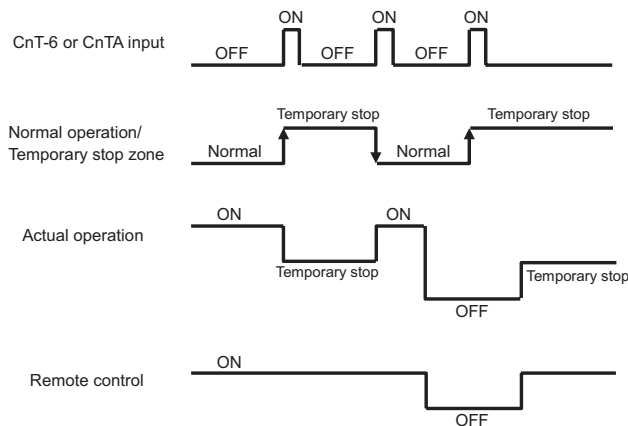 ON ON ON
CnT-6 or CnTA input
OFF OFF OFF
Temporary stop Temporary stop
Normal operation/
Temporary stop zone
Normal Normal
ON ON
Actual operation
Temporary stop Temporary stop
OFF
ON
Remote control
OFF